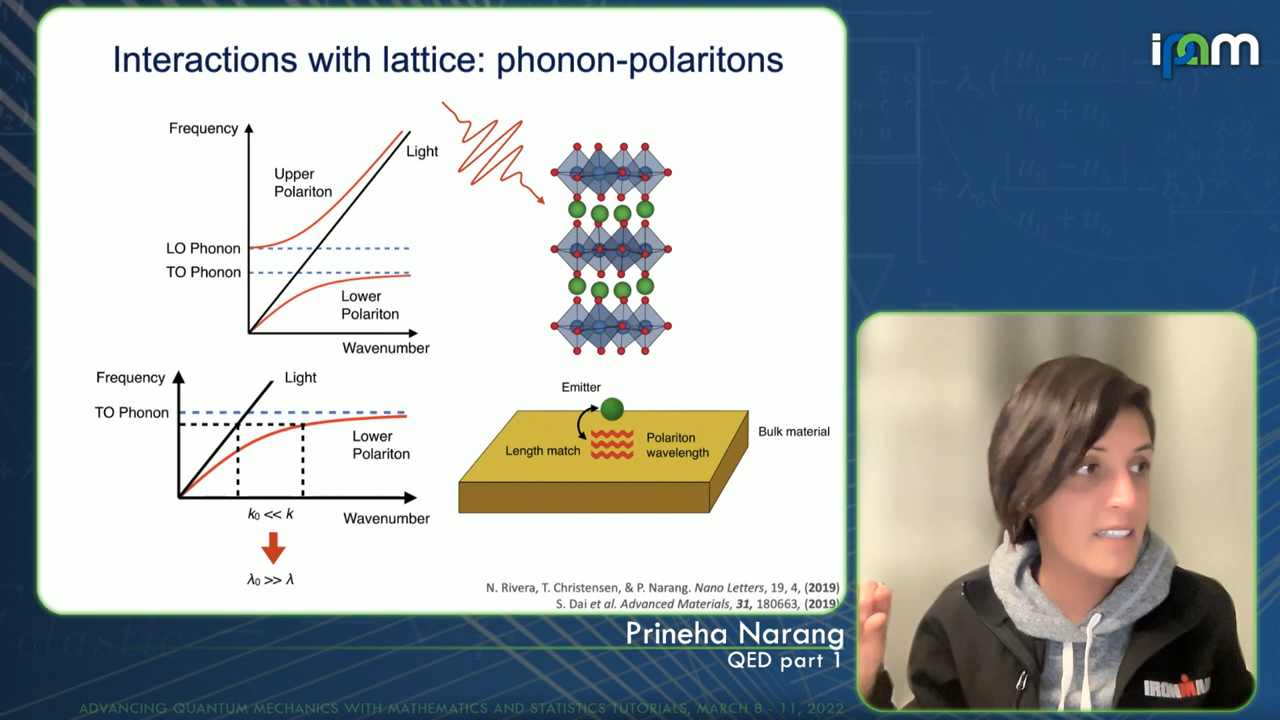 Interactions with lattice: phonon-polaritons
ipam
Frequency
Light
Upper
Polariton
LO Phonon
TO Phonon
Lower
Polariton
Wavenumber
Frequency
Light
TO Phonon
Lower
Polariton
k₀ << k
Wavenumber
λ₀ >> λ
Emitter
Length match
Polariton
wavelength
Bulk material
N. Rivera, T. Christensen, & P. Narang. Nano Letters, 19, 4, (2019)
S. Dai et al. Advanced Materials, 31, 180663, (2019)
Prineha Narang
QED part 1
IRONMAN
ADVANCING QUANTUM MECHANICS WITH MATHEMATICS AND STATISTICS TUTORIALS, MARCH 8 - 11, 2022